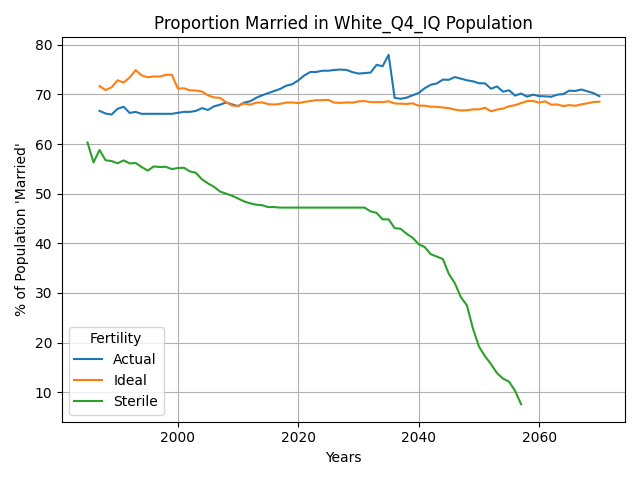 Proportion Married in White_Q4_IQ Population
% of Population 'Married'
80
70
60
50
40
30
20
10
Fertility
Actual
Ideal
Sterile
2000 2020 2040 2060
Years